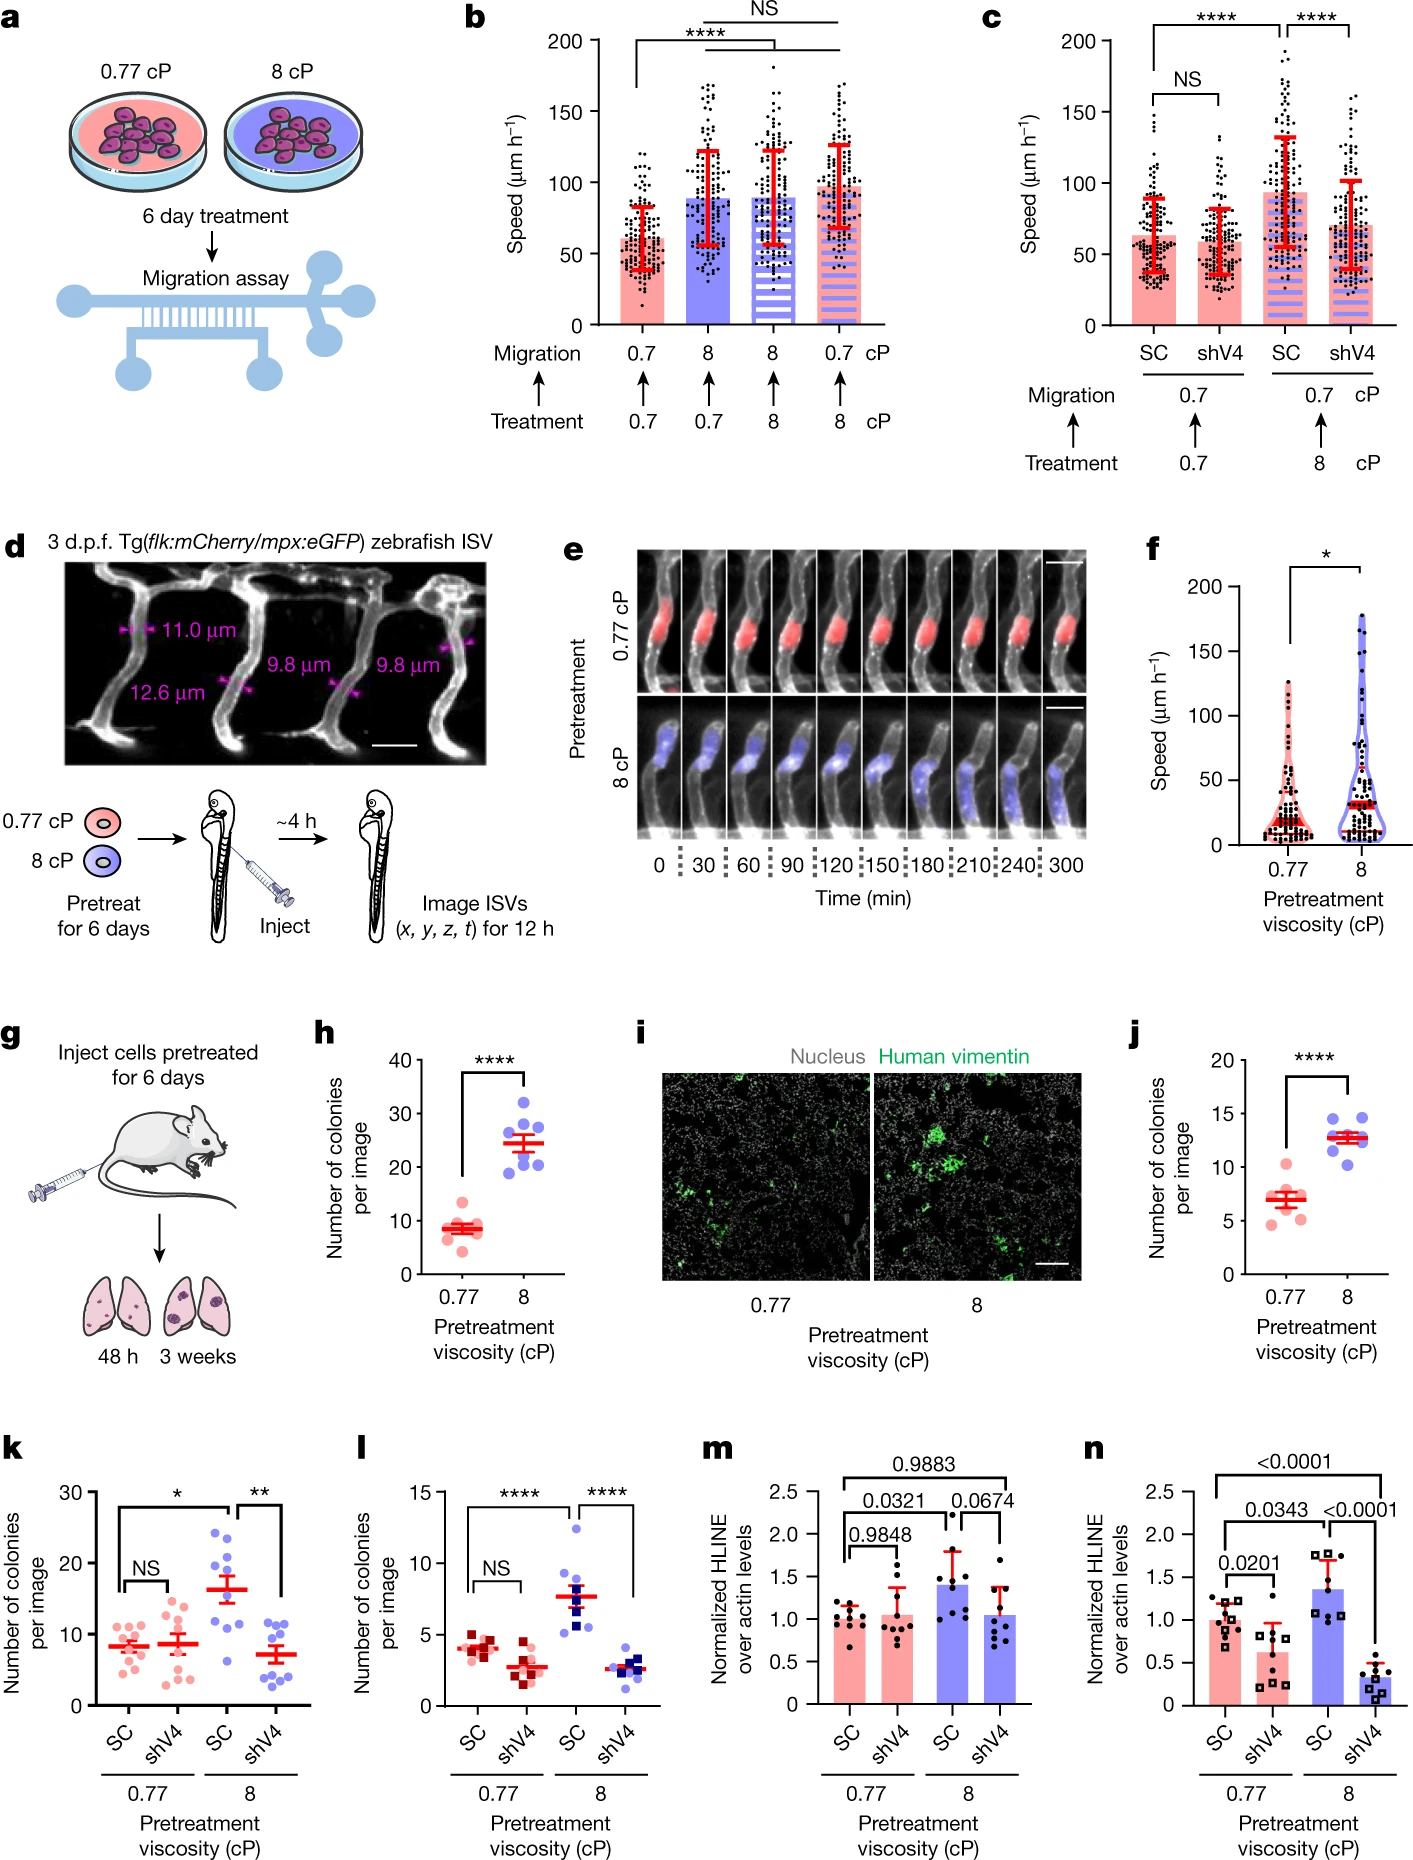 a
0.77 cP
8 cP
6 day treatment
Migration assay
b
NS
****
200
150
100
50
0
Speed (µm h⁻¹)
Migration
0.7
8
8
0.7
cP
Treatment
0.7
0.7
8
8
cP
c
****
****
NS
200
150
100
50
0
Speed (µm h⁻¹)
SC
shV4
SC
shV4
Migration
0.7
0.7
cP
Treatment
0.7
8
cP
d
3 d.p.f. Tg(flk:mCherry/mpx:eGFP) zebrafish ISV
11.0 µm
9.8 µm
9.8 µm
12.6 µm
0.77 cP
8 cP
~4 h
Pretreat
for 6 days
Inject
Image ISVs
(x, y, z, t) for 12 h
e
Pretreatment
0.77 cP
8 cP
0
30
60
90
120
150
180
210
240
300
Time (min)
f
*
200
150
100
50
0
Speed (µm h⁻¹)
0.77
8
Pretreatment
viscosity (cP)
g
Inject cells pretreated
for 6 days
48 h
3 weeks
h
****
40
30
20
10
0
Number of colonies
per image
0.77
8
Pretreatment
viscosity (cP)
i
Nucleus Human vimentin
0.77
8
Pretreatment
viscosity (cP)
j
****
20
15
10
5
0
Number of colonies
per image
0.77
8
Pretreatment
viscosity (cP)
k
*
**
NS
30
20
10
0
Number of colonies
per image
SC
shV4
SC
shV4
0.77
8
Pretreatment
viscosity (cP)
l
****
****
NS
15
10
5
0
Number of colonies
per image
SC
shV4
SC
shV4
0.77
8
Pretreatment
viscosity (cP)
m
0.9883
0.0321
0.0674
0.9848
2.5
2.0
1.5
1.0
0.5
0
Normalized HLINE
over actin levels
SC
shV4
SC
shV4
0.77
8
Pretreatment
viscosity (cP)
n
<0.0001
0.0343
<0.0001
0.0201
2.5
2.0
1.5
1.0
0.5
0
Normalized HLINE
over actin levels
SC
shV4
SC
shV4
0.77
8
Pretreatment
viscosity (cP)